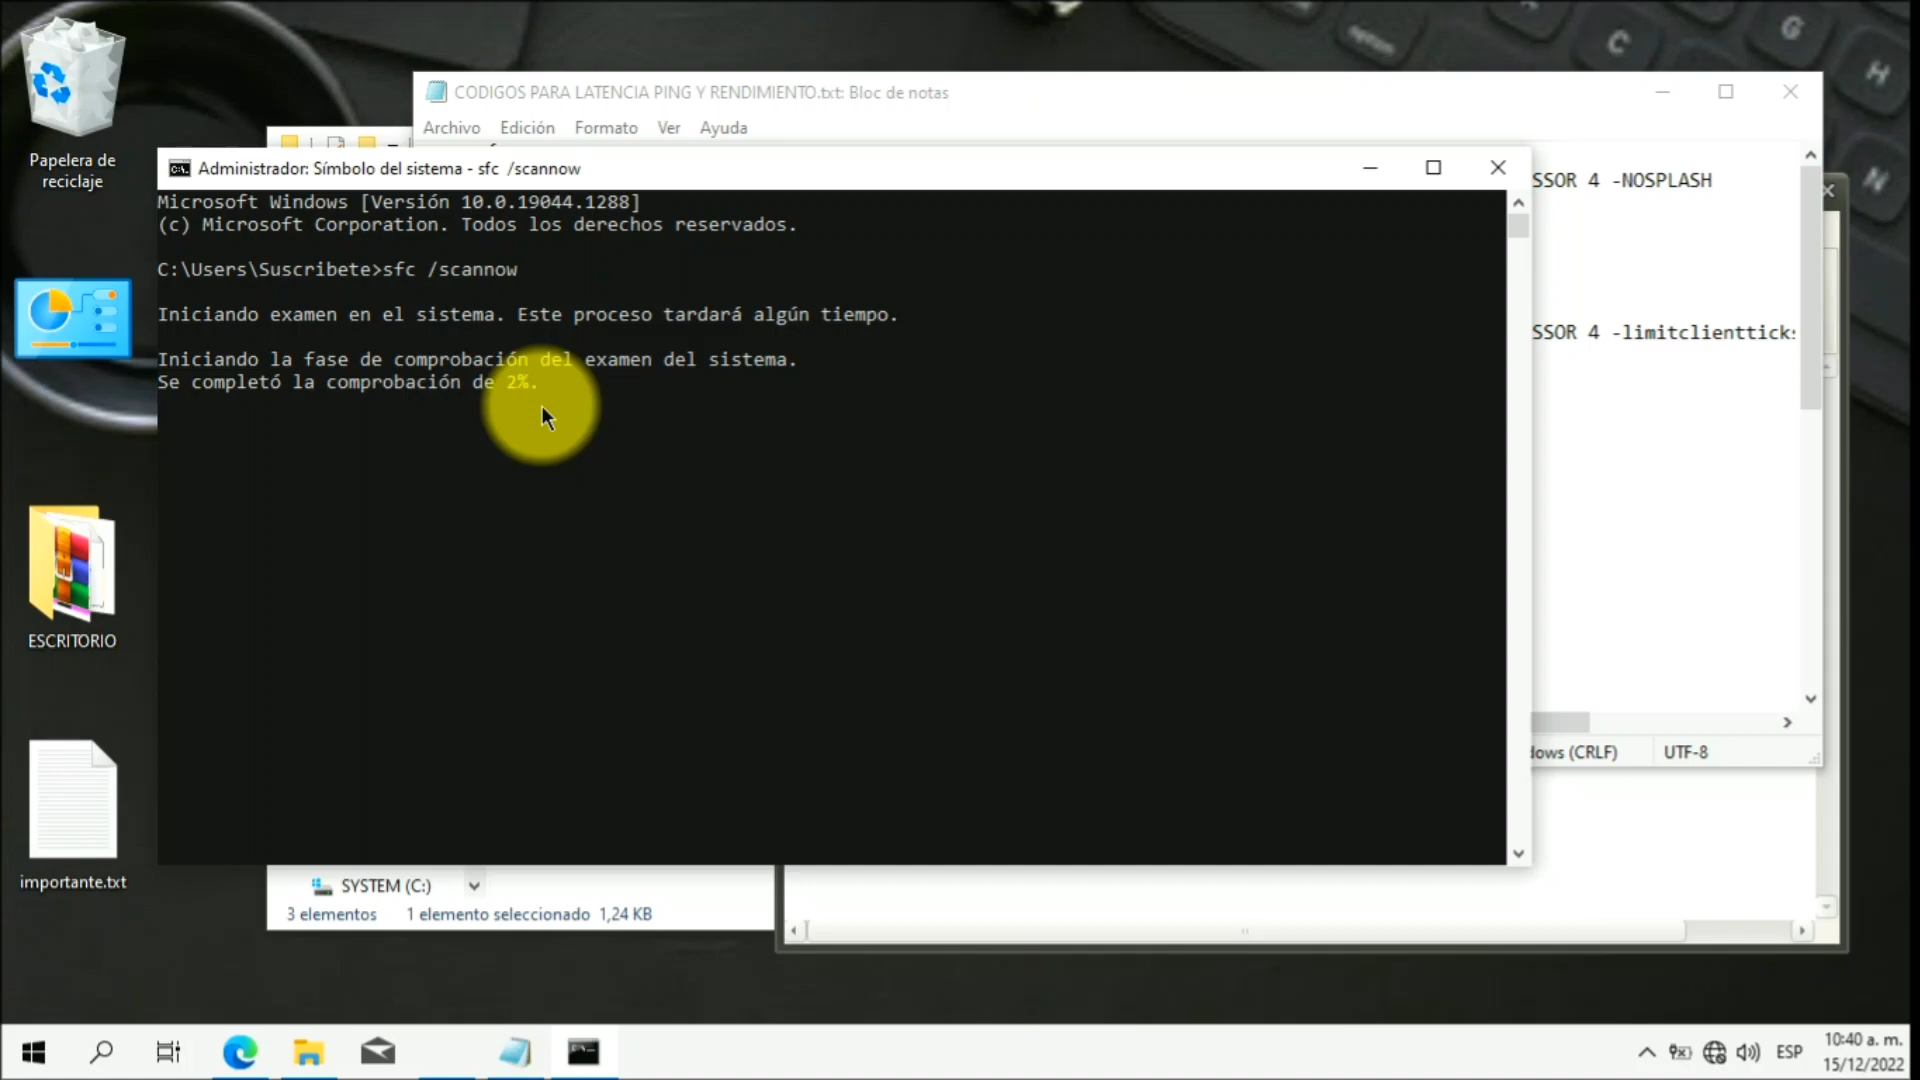 Papelera de
reciclaje
ESCRITORIO
importante.txt
CODIGOS PARA LATENCIA PING Y RENDIMIENTO.txt: Bloc de notas
Archivo Edición Formato Ver Ayuda
Administrador: Símbolo del sistema - sfc /scannow
Microsoft Windows [Versión 10.0.19044.1288]
(c) Microsoft Corporation. Todos los derechos reservados.
C:\Users\Suscribete>sfc /scannow
Iniciando examen en el sistema. Este proceso tardará algún tiempo.
Iniciando la fase de comprobación del examen del sistema.
Se completó la comprobación de 2%.
SSOR 4 -NOSPLASH
SSOR 4 -limitclientticks
dows (CRLF) UTF-8
SYSTEM (C:)
3 elementos 1 elemento seleccionado 1,24 KB
ESP
10:40 a. m.
15/12/2022